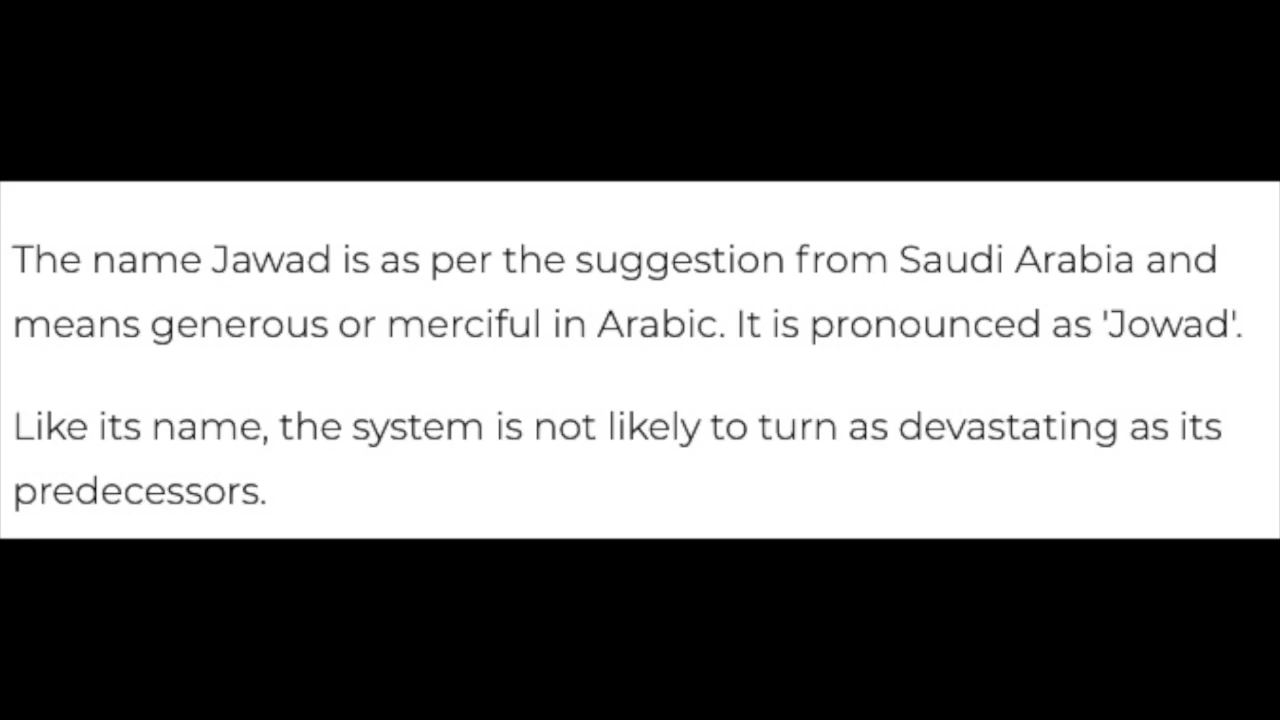 The name Jawad is as per the suggestion from Saudi Arabia and
means generous or merciful in Arabic. It is pronounced as 'Jowad'.
Like its name, the system is not likely to turn as devastating as its
predecessors.